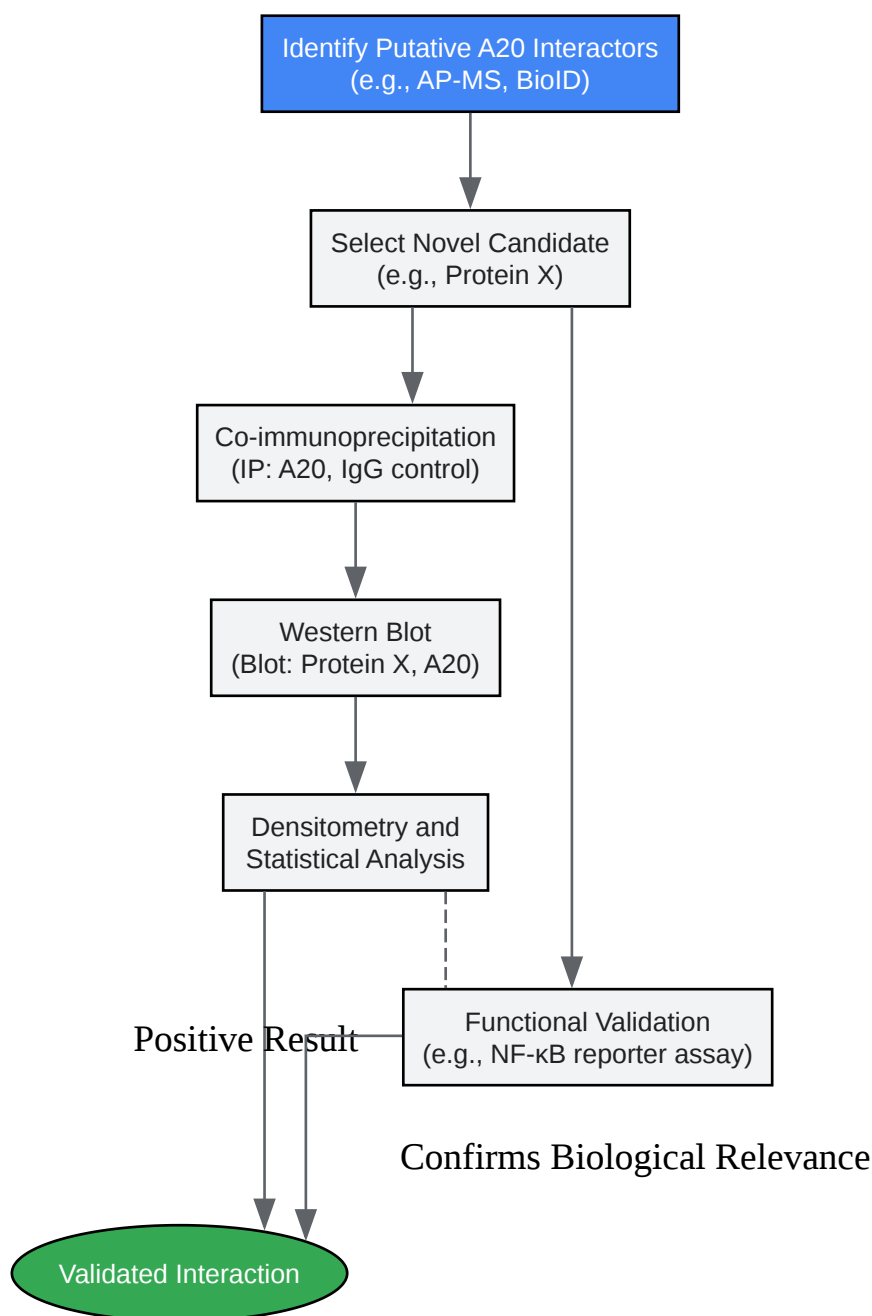 Identify Putative A20 Interactors
(e.g., AP-MS, BioID)
Select Novel Candidate
(e.g., Protein X)
Co-immunoprecipitation
(IP: A20, IgG control)
Western Blot
(Blot: Protein X, A20)
Densitometry and
Statistical Analysis
Functional Validation
(e.g., NF-κB reporter assay)
Positive Result
Confirms Biological Relevance
Validated Interaction